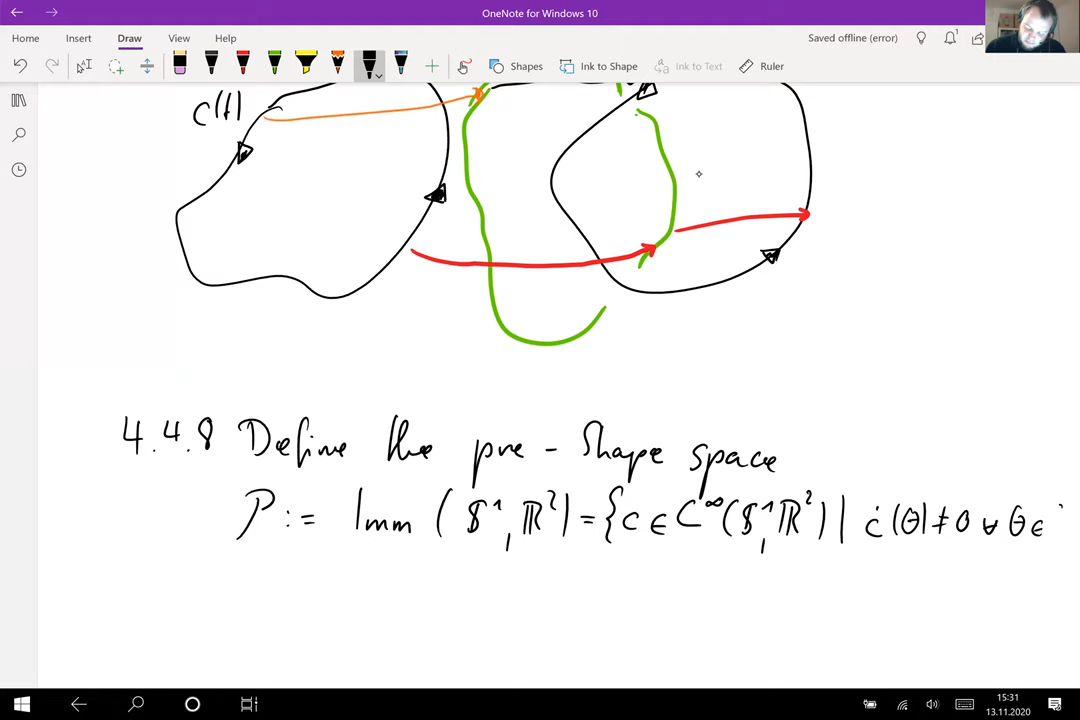 OneNote for Windows 10
Home Insert Draw View Help Saved offline (error)
Shapes Ink to Shape Ink to Text Ruler
c(t)
4.4.8 Define the pre-shape space
P := Imm (S¹, ℝ²) = {c ∈ C^∞(S¹, ℝ²) | ċ(θ) ≠ 0 ∀ θ ∈
15:31
13.11.2020